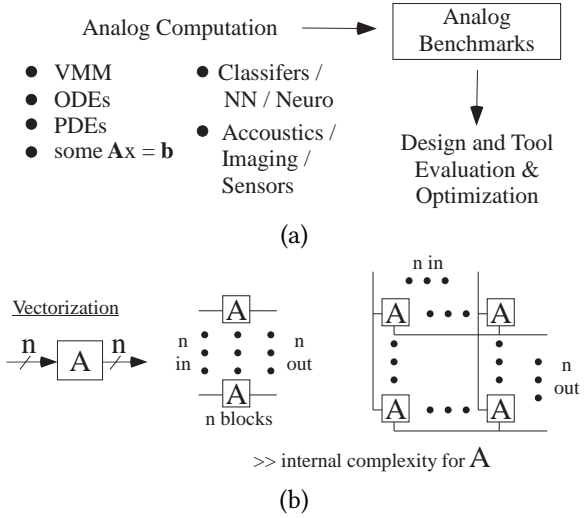 Analog Computation
Analog
Benchmarks
VMM
ODEs
PDEs
some Ax = b
Classifers /
NN / Neuro
Accoustics /
Imaging /
Sensors
Design and Tool
Evaluation &
Optimization
(a)
Vectorization
n
A
n
A
n
in
n
out
A
n blocks
n in
A
A
n
out
A
A
>> internal complexity for A
(b)